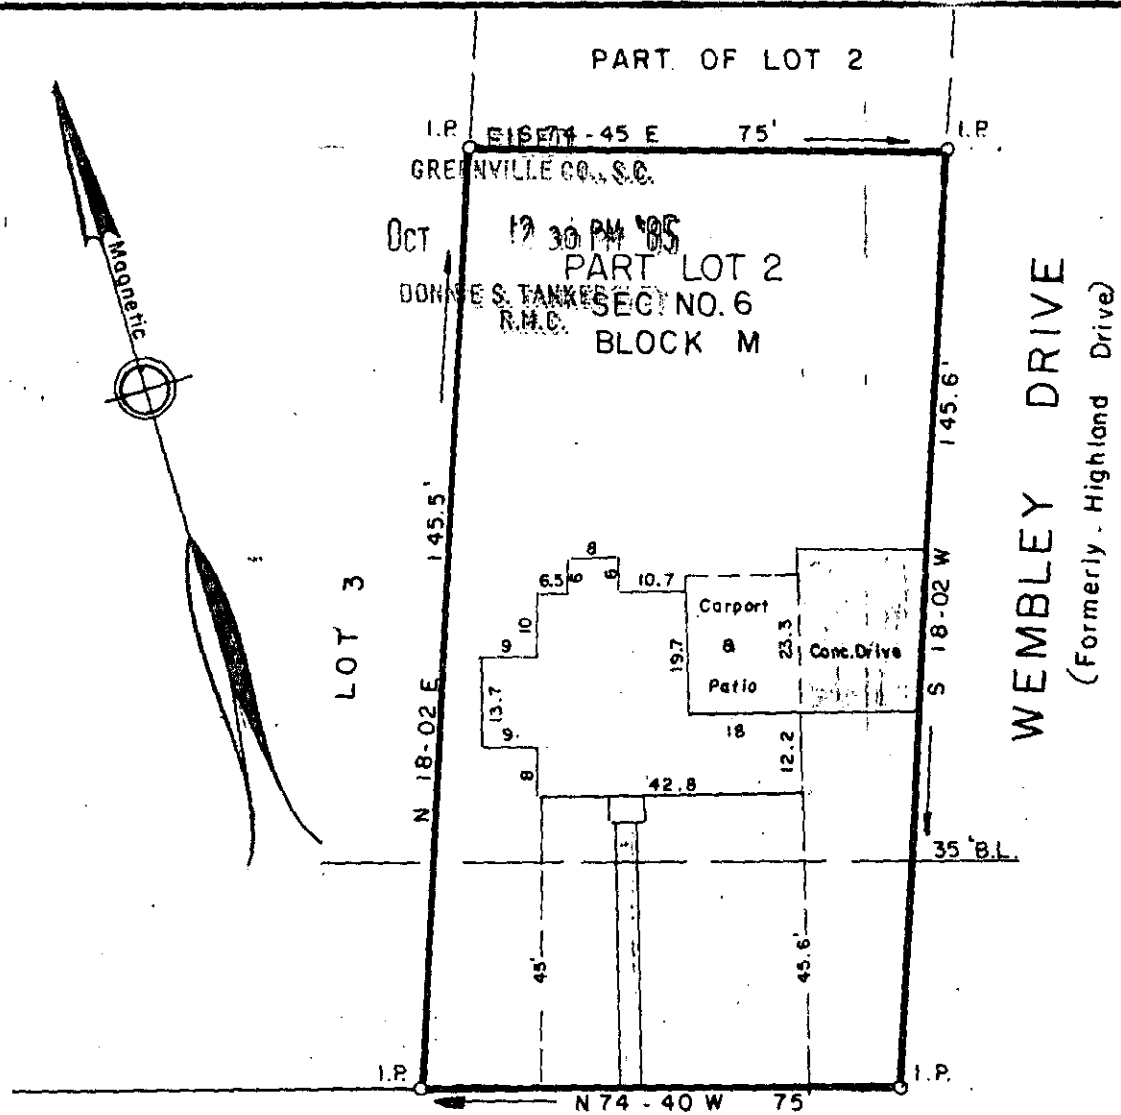 PART OF LOT 2
I.P.
S 74 - 45 E 75'
I.P.
GREENVILLE CO., S.C.
OCT 12 30 PM '85
PART LOT 2
DONNIE S. TANKERSLEY
SEC. NO. 6
R.M.C.
BLOCK M
Magnetic
LOT 3
N 18-02 E 145.5'
145.6'
S 18-02 W
WEMBLEY DRIVE
(Formerly - Highland Drive)
8
6.5
6
6
10.7
10
9
13.7
9
8
Carport
&
Patio
19.7
23.3
Conc. Drive
18
12.2
42.8
35' B.L.
45'
45.6'
I.P.
I.P.
N 74 - 40 W 75